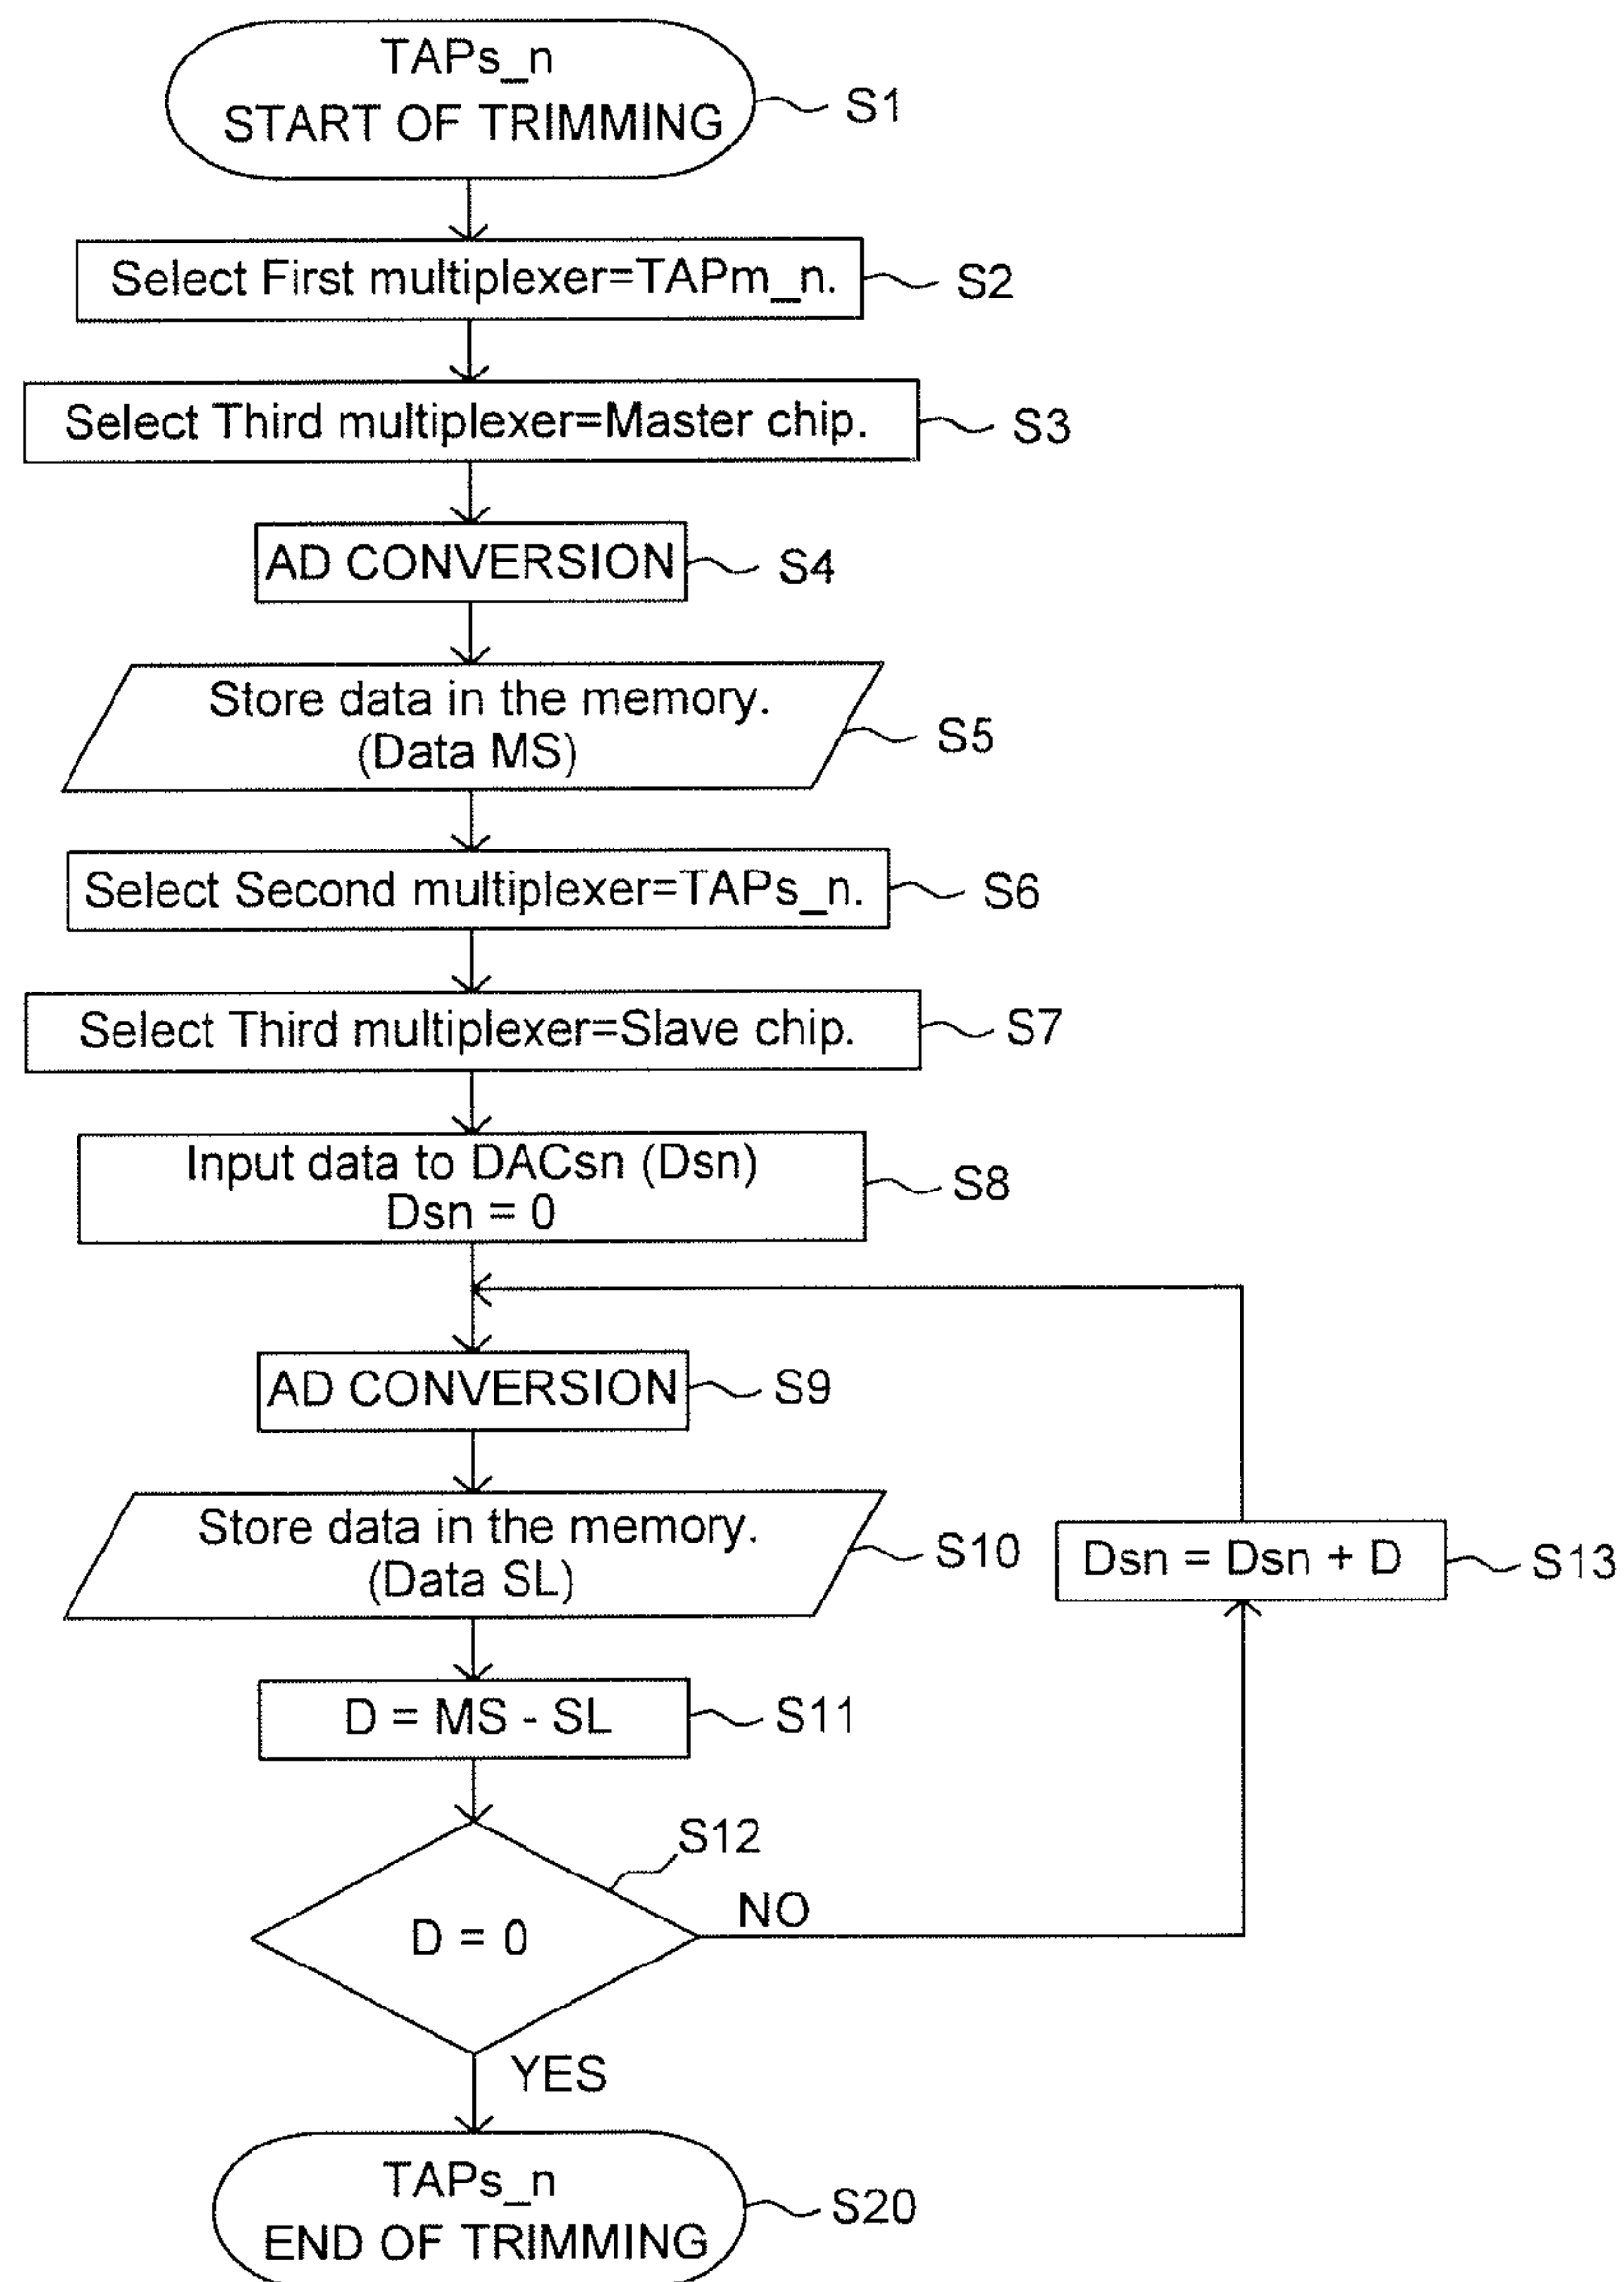 TAPs_n
START OF TRIMMING
S1
Select First multiplexer=TAPm_n.
S2
Select Third multiplexer=Master chip.
S3
AD CONVERSION
S4
Store data in the memory.
(Data MS)
S5
Select Second multiplexer=TAPs_n.
S6
Select Third multiplexer=Slave chip.
S7
Input data to DACsn (Dsn)
Dsn = 0
S8
AD CONVERSION
S9
Store data in the memory.
(Data SL)
S10
Dsn = Dsn + D
S13
D = MS - SL
S11
S12
D = 0
NO
YES
TAPs_n
END OF TRIMMING
S20